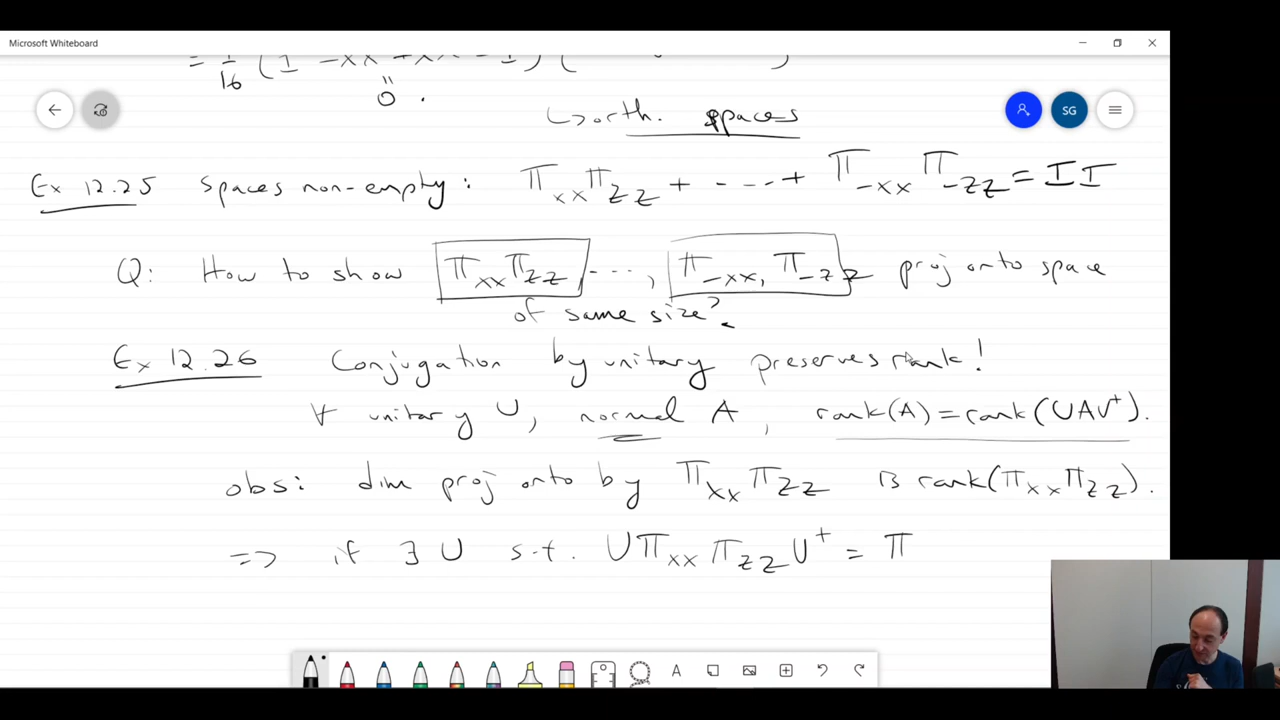 Microsoft Whiteboard
= 1/16 (I - XX + XX - I) (
"
0 .
↳ orth. spaces
SG
Ex 12.25 Spaces non-empty: Π_XX Π_ZZ + - - - + Π_-XX Π_-ZZ = II
Q: How to show Π_XX Π_ZZ, - - -, Π_-XX, Π_-ZZ proj onto space
of same size?
Ex 12.26 Conjugation by unitary preserves rank!
∀ unitary U, normal A, rank(A) = rank(UAU†).
obs: dim proj onto by Π_XX Π_ZZ is rank(Π_XX Π_ZZ).
=> if ∃ U s.t. U Π_XX Π_ZZ U† = Π
A